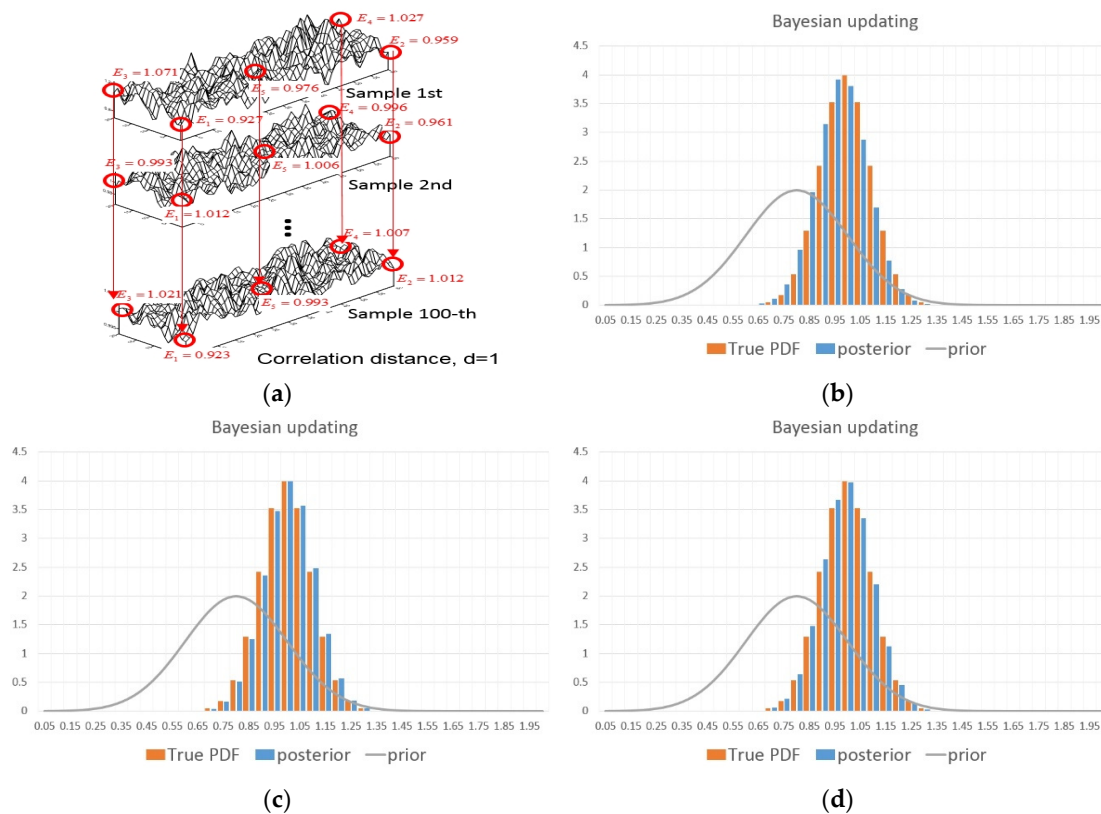 E4 = 1.027
E2 = 0.959
E3 = 1.071
E5 = 0.976
Sample 1st
E1 = 0.927
E4 = 0.996
E2 = 0.961
E3 = 0.993
E5 = 1.006
Sample 2nd
E1 = 1.012
E4 = 1.007
E2 = 1.012
E3 = 1.021
E5 = 0.993
Sample 100-th
E1 = 0.923
Correlation distance, d=1
(a)
Bayesian updating
4.5
4
3.5
3
2.5
2
1.5
1
0.5
0
0.05 0.15 0.25 0.35 0.45 0.55 0.65 0.75 0.85 0.95 1.05 1.15 1.25 1.35 1.45 1.55 1.65 1.75 1.85 1.95
True PDF posterior prior
(b)
Bayesian updating
4.5
4
3.5
3
2.5
2
1.5
1
0.5
0
0.05 0.15 0.25 0.35 0.45 0.55 0.65 0.75 0.85 0.95 1.05 1.15 1.25 1.35 1.45 1.55 1.65 1.75 1.85 1.95
True PDF posterior prior
(c)
Bayesian updating
4.5
4
3.5
3
2.5
2
1.5
1
0.5
0
0.05 0.15 0.25 0.35 0.45 0.55 0.65 0.75 0.85 0.95 1.05 1.15 1.25 1.35 1.45 1.55 1.65 1.75 1.85 1.95
True PDF posterior prior
(d)